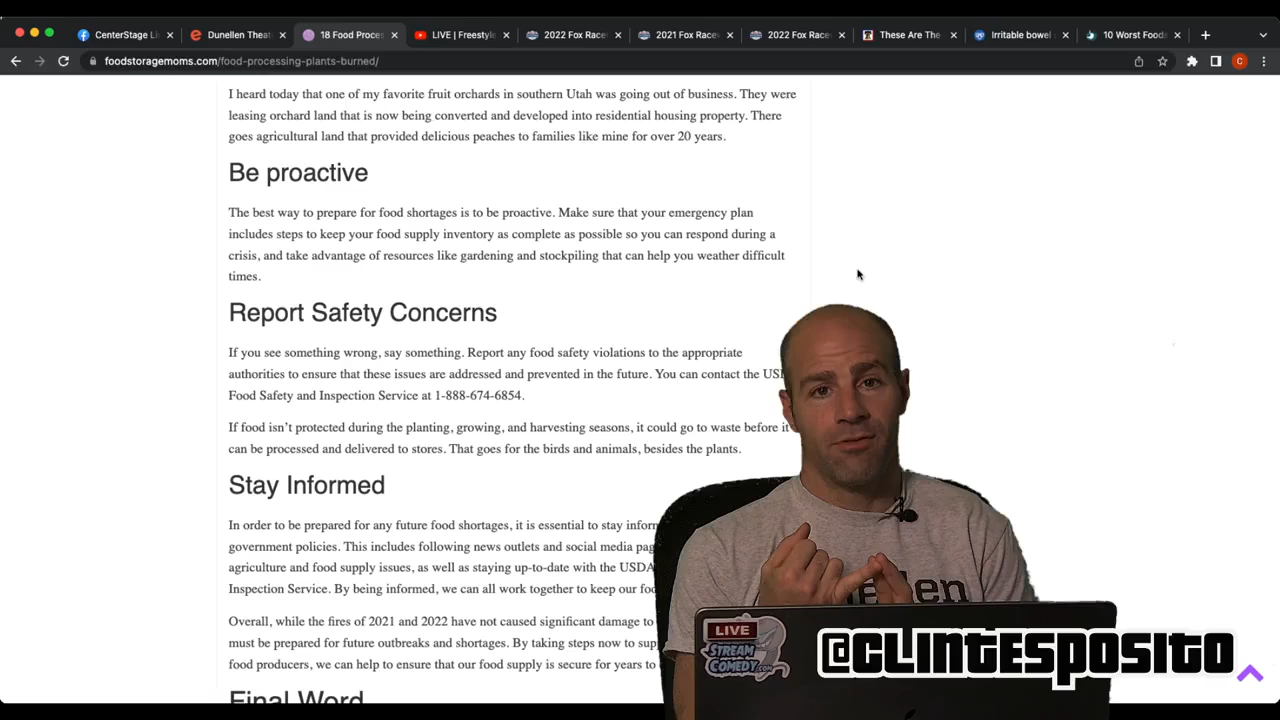 CenterStage Li
Dunellen Theat
18 Food Proces
LIVE | Freestyle
2022 Fox Race
2021 Fox Race
2022 Fox Race
These Are The
Irritable bowel
10 Worst Foods
foodstoragemoms.com/food-processing-plants-burned/
C
I heard today that one of my favorite fruit orchards in southern Utah was going out of business. They were
leasing orchard land that is now being converted and developed into residential housing property. There
goes agricultural land that provided delicious peaches to families like mine for over 20 years.
Be proactive
The best way to prepare for food shortages is to be proactive. Make sure that your emergency plan
includes steps to keep your food supply inventory as complete as possible so you can respond during a
crisis, and take advantage of resources like gardening and stockpiling that can help you weather difficult
times.
Report Safety Concerns
If you see something wrong, say something. Report any food safety violations to the appropriate
authorities to ensure that these issues are addressed and prevented in the future. You can contact the USD
Food Safety and Inspection Service at 1-888-674-6854.
If food isn’t protected during the planting, growing, and harvesting seasons, it could go to waste before it
can be processed and delivered to stores. That goes for the birds and animals, besides the plants.
Stay Informed
In order to be prepared for any future food shortages, it is essential to stay inform
government policies. This includes following news outlets and social media pag
agriculture and food supply issues, as well as staying up-to-date with the USDA
Inspection Service. By being informed, we can all work together to keep our foo
Overall, while the fires of 2021 and 2022 have not caused significant damage to
must be prepared for future outbreaks and shortages. By taking steps now to supp
food producers, we can help to ensure that our food supply is secure for years to
Final Word
LIVE
STREAM
COMEDY.com
@CLINTESPOSITO